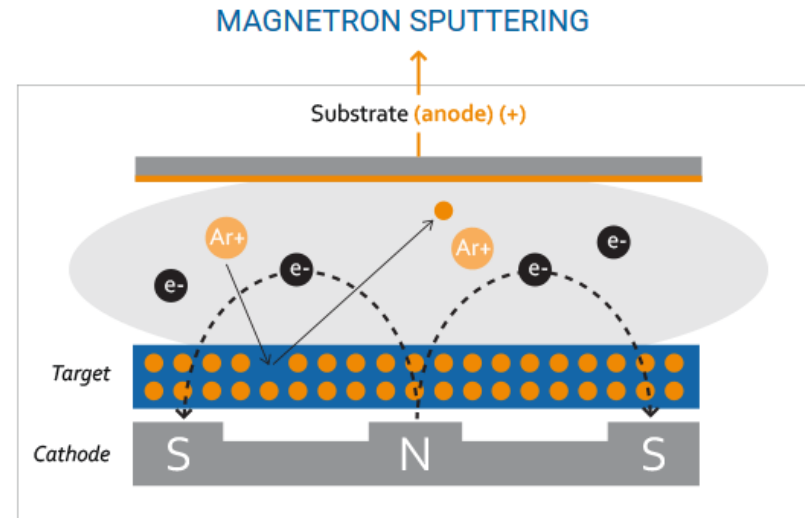 MAGNETRON SPUTTERING
Substrate (anode) (+)
Ar+
Ar+
e-
e-
e-
e-
Target
Cathode
S
N
S